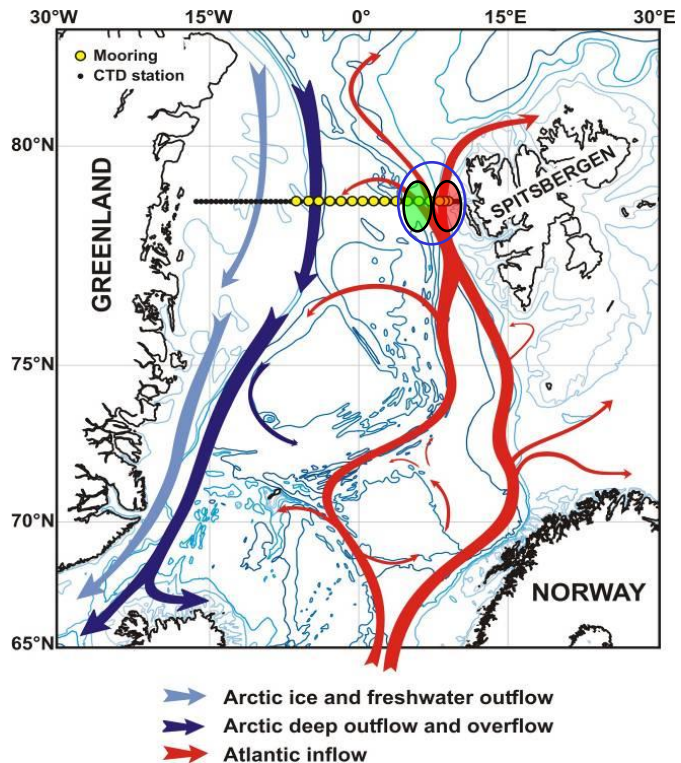 30°W 15°W 0° 15°E 30°E
Mooring
CTD station
80°N
GREENLAND
SPITSBERGEN
75°N
70°N
NORWAY
65°N
Arctic ice and freshwater outflow
Arctic deep outflow and overflow
Atlantic inflow